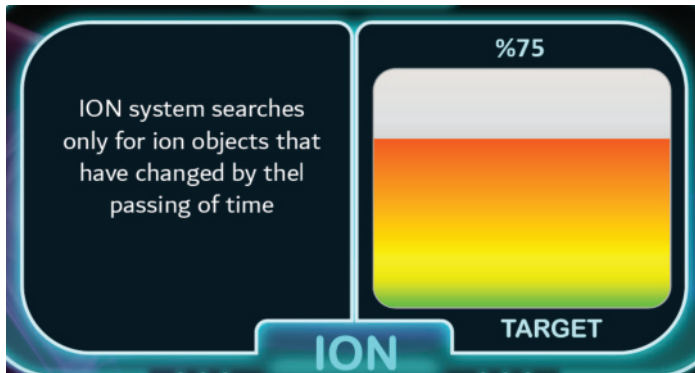 ION system searches
only for ion objects that
have changed by thel
passing of time
%75
TARGET
ION